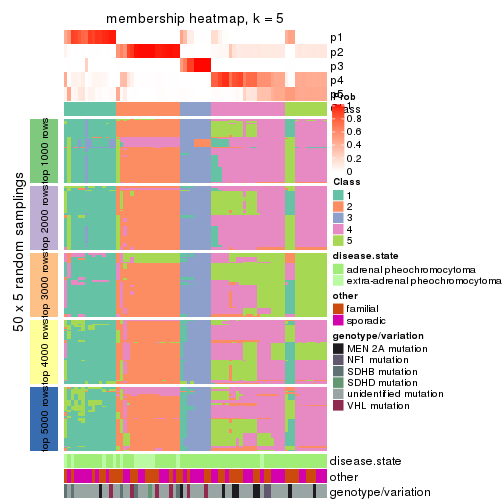 membership heatmap, k = 5
p1
p2
p3
p4
p5
Class
Prob
1
0.8
0.6
0.4
0.2
0
Class
1
2
3
4
5
disease.state
adrenal pheochromocytoma
extra-adrenal pheochromocytoma
other
familial
sporadic
genotype/variation
MEN 2A mutation
NF1 mutation
SDHB mutation
SDHD mutation
unidentified mutation
VHL mutation
50 x 5 random samplings
top 1000 rows
top 2000 rows
top 3000 rows
top 4000 rows
top 5000 rows
disease.state
other
genotype/variation